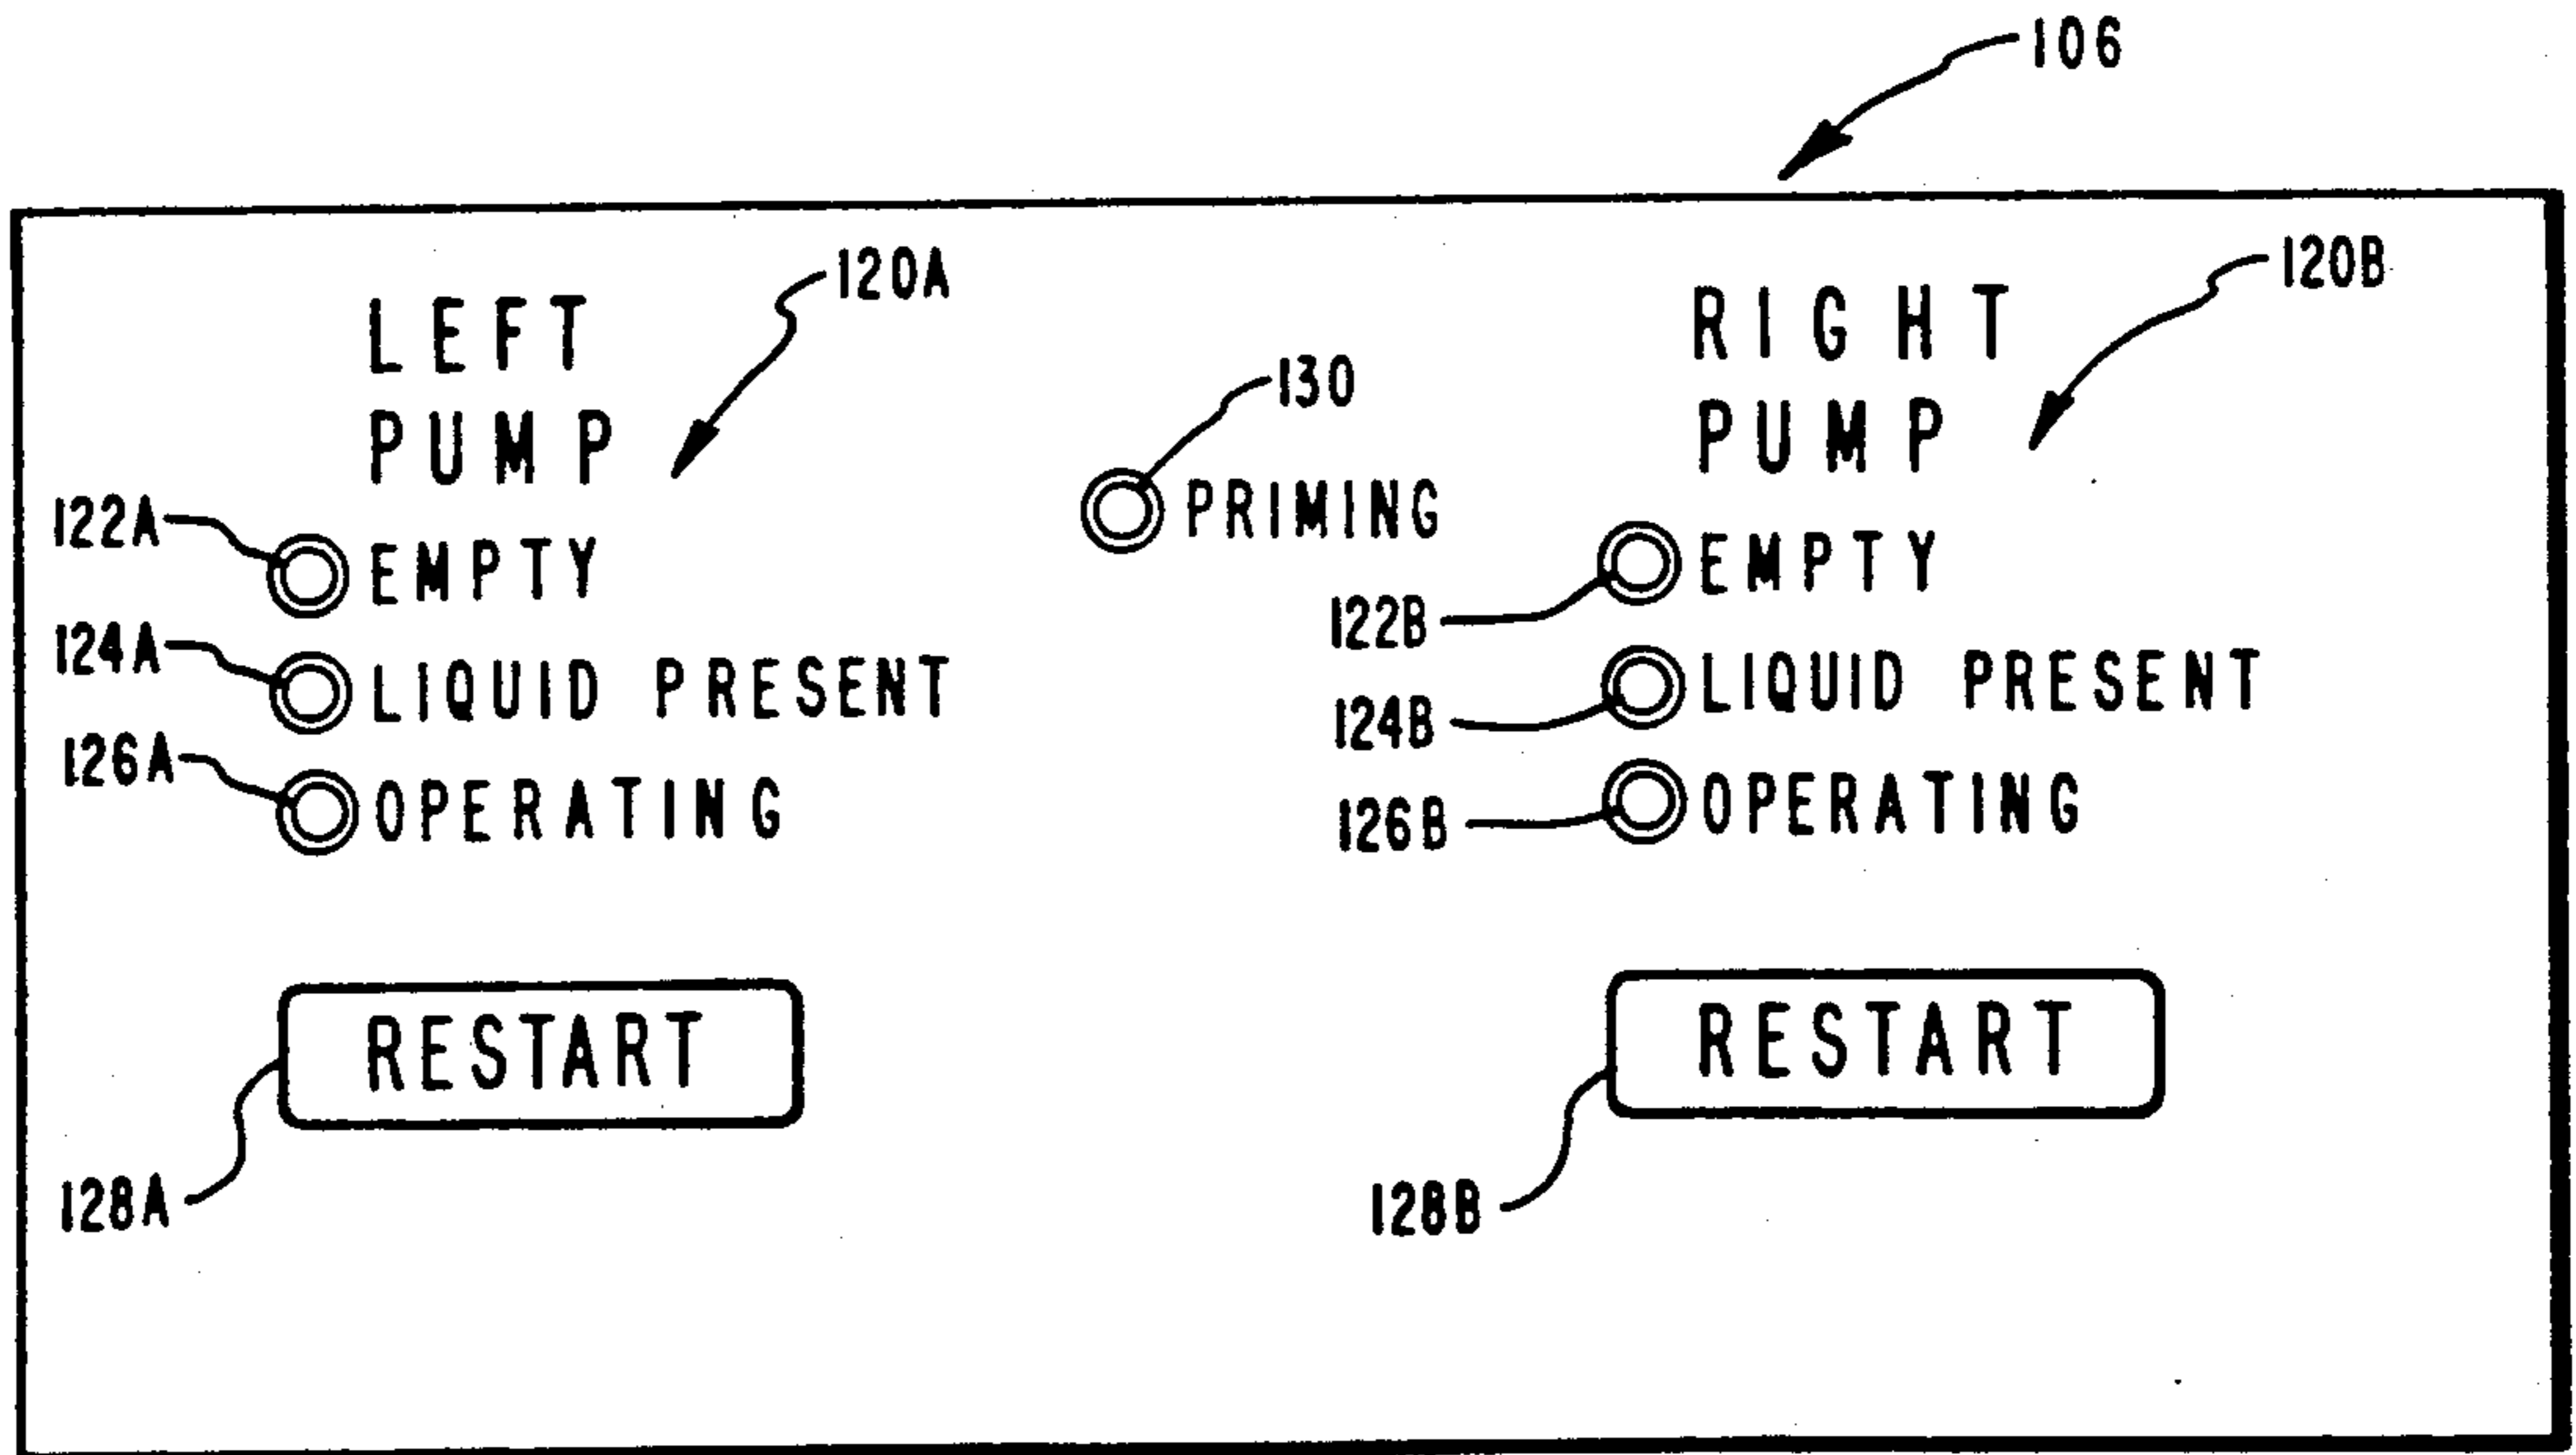 106
120A
120B
LEFT
PUMP
130
RIGHT
PUMP
PRIMING
122A
EMPTY
122B
EMPTY
124A
LIQUID PRESENT
124B
LIQUID PRESENT
126A
OPERATING
126B
OPERATING
RESTART
RESTART
128A
128B